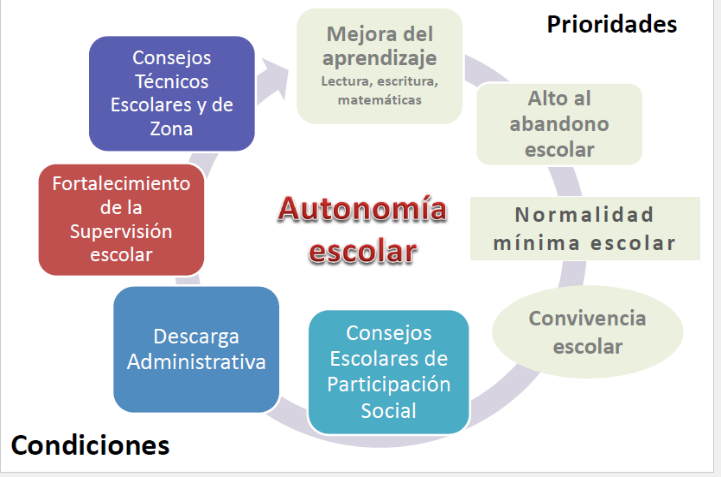 Prioridades
Mejora del
aprendizaje
Lectura, escritura,
matemáticas
Alto al
abandono
escolar
Normalidad
mínima escolar
Convivencia
escolar
Consejos
Escolares de
Participación
Social
Descarga
Administrativa
Fortalecimiento
de la
Supervisión
escolar
Consejos
Técnicos
Escolares y de
Zona
Autonomía
escolar
Condiciones